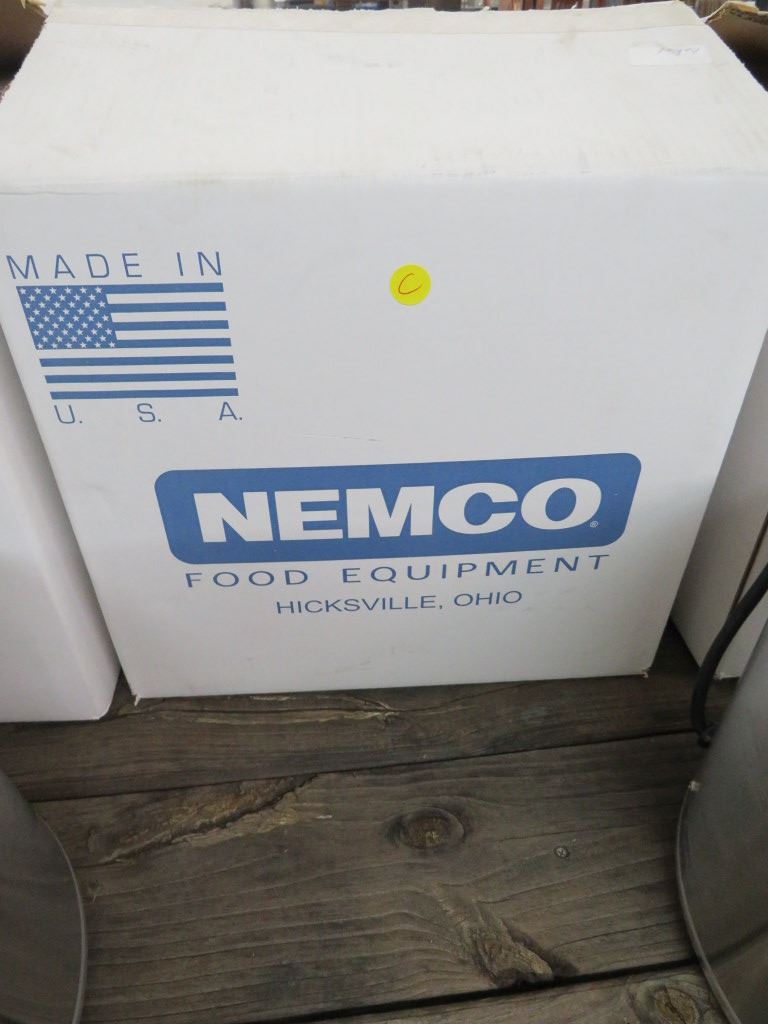 MADE IN
U. S. A.
C
NEMCO®
FOOD EQUIPMENT
HICKSVILLE, OHIO